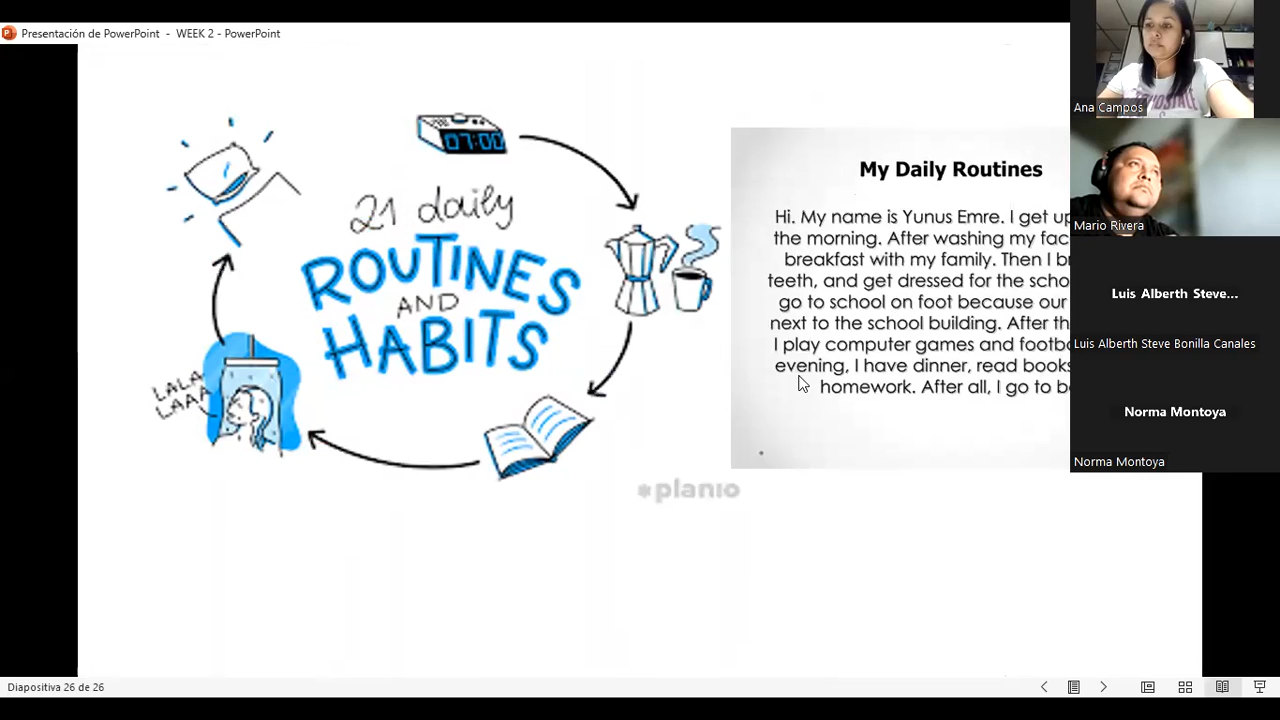 Presentación de PowerPoint - WEEK 2 - PowerPoint
07:00
21 daily
ROUTINES
AND
HABITS
LALA
LAAA
*planio
My Daily Routines
Hi. My name is Yunus Emre. I get up
the morning. After washing my fac
breakfast with my family. Then I b
teeth, and get dressed for the scho
go to school on foot because our
next to the school building. After th
I play computer games and footb
evening, I have dinner, read books
homework. After all, I go to b
Ana Campos
Mario Rivera
Luis Alberth Steve...
Luis Alberth Steve Bonilla Canales
Norma Montoya
Norma Montoya
Diapositiva 26 de 26